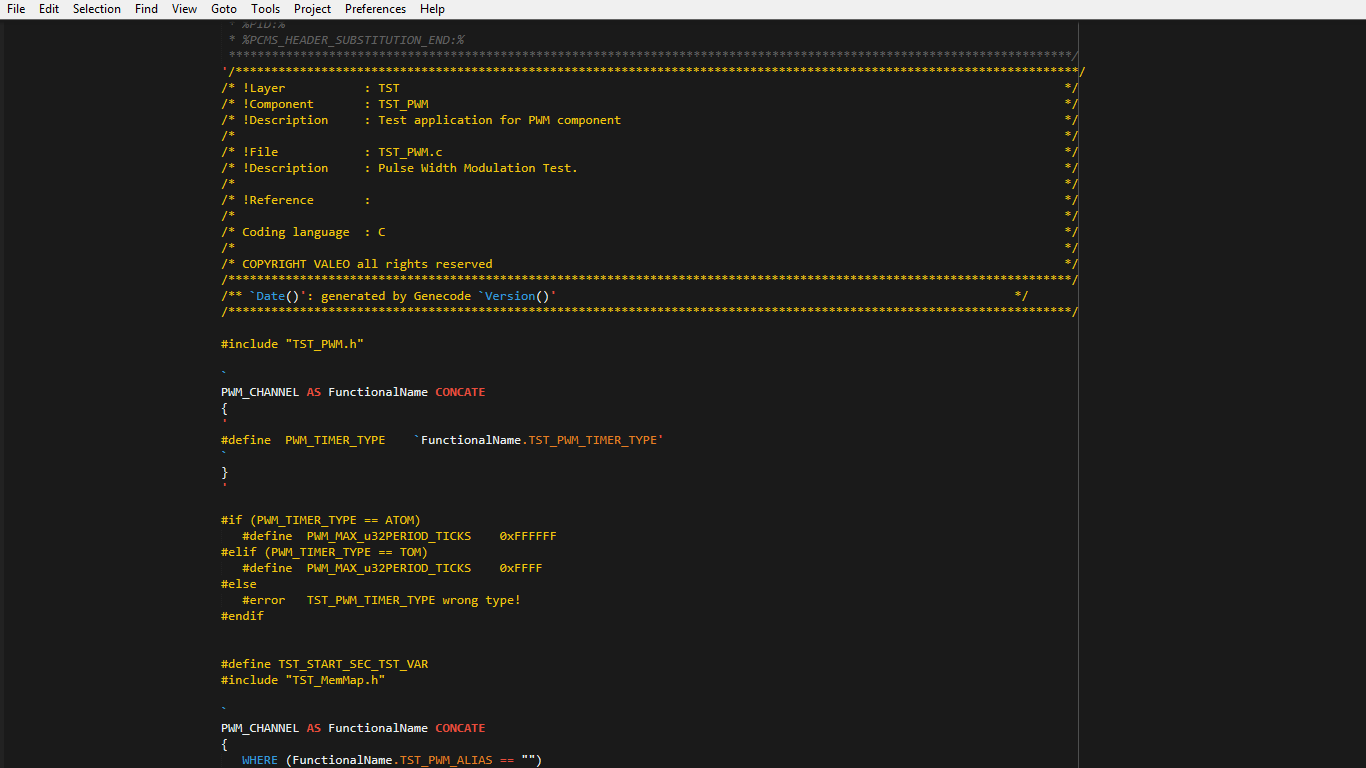 File Edit Selection Find View Goto Tools Project Preferences Help
* %PID:%
* %PCMS_HEADER_SUBSTITUTION_END:%
**********************************************************************************************************************/
'/**********************************************************************************************************************/
/* !Layer           : TST                                                                                             */
/* !Component       : TST_PWM                                                                                         */
/* !Description     : Test application for PWM component                                                              */
/*                                                                                                                    */
/* !File            : TST_PWM.c                                                                                       */
/* !Description     : Pulse Width Modulation Test.                                                                    */
/*                                                                                                                    */
/* !Reference       :                                                                                                 */
/*                                                                                                                    */
/* Coding language  : C                                                                                               */
/*                                                                                                                    */
/* COPYRIGHT VALEO all rights reserved                                                                                */
/**********************************************************************************************************************/
/** `Date()': generated by Genecode `Version()'                                                                */
/**********************************************************************************************************************/
#include "TST_PWM.h"
`
PWM_CHANNEL AS FunctionalName CONCATE
{
'
#define  PWM_TIMER_TYPE    `FunctionalName.TST_PWM_TIMER_TYPE'
`
}
'
#if (PWM_TIMER_TYPE == ATOM)
   #define  PWM_MAX_u32PERIOD_TICKS    0xFFFFFF
#elif (PWM_TIMER_TYPE == TOM)
   #define  PWM_MAX_u32PERIOD_TICKS    0xFFFF
#else
   #error   TST_PWM_TIMER_TYPE wrong type!
#endif
#define TST_START_SEC_TST_VAR
#include "TST_MemMap.h"
`
PWM_CHANNEL AS FunctionalName CONCATE
{
   WHERE (FunctionalName.TST_PWM_ALIAS == "")